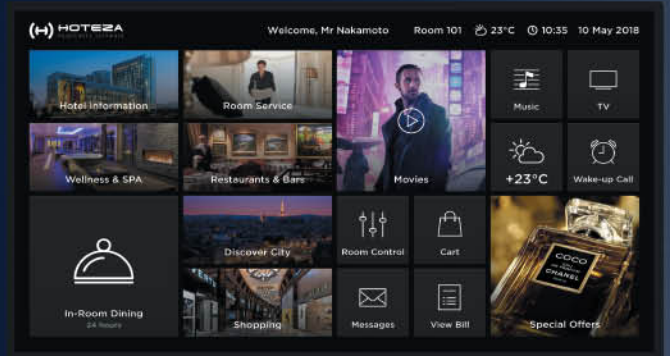 HOTEZA
Welcome, Mr Nakamoto Room 101 23°C 10:35 10 May 2018
Hotel Information
Room Service
Movies
Music
TV
Wellness & SPA
Restaurants & Bars
+23°C
Wake-up Call
In-Room Dining
24 hours
Discover City
Room Control
Cart
COCO
CHANEL
Special Offers
Shopping
Messages
View Bill